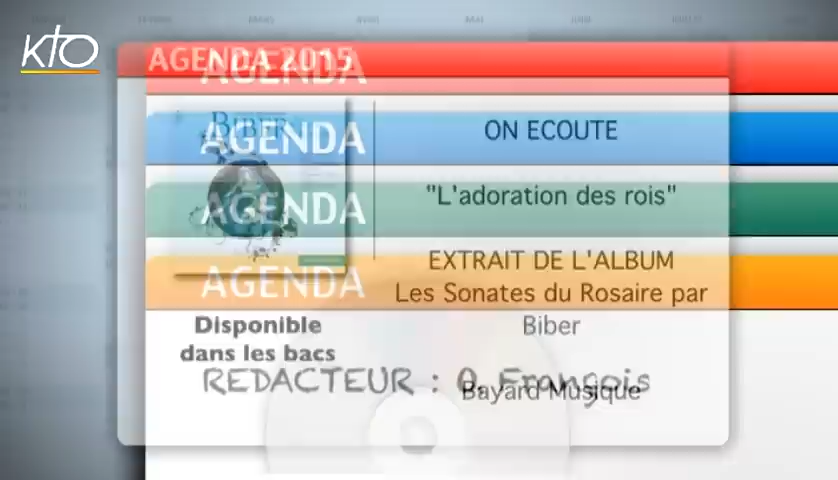 kto
AGENDA 2015
AGENDA
AGENDA
AGENDA
AGENDA
BIBER
ON ECOUTE
"L'adoration des rois"
EXTRAIT DE L'ALBUM
Les Sonates du Rosaire par
Biber
Bayard Musique
Disponible
dans les bacs
REDACTEUR : O. François